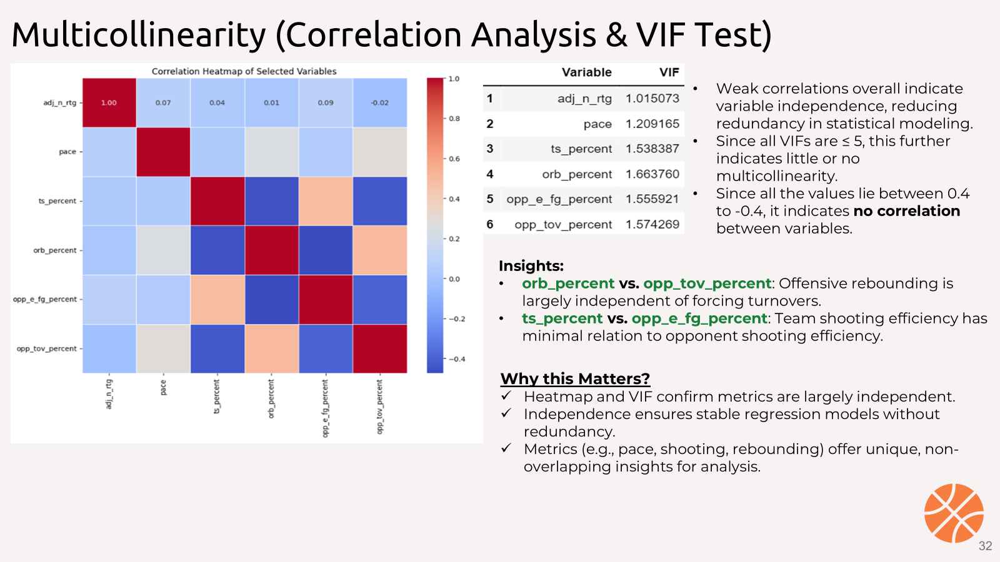 Multicollinearity (Correlation Analysis & VIF Test)
Correlation Heatmap of Selected Variables
adj_n_rtg
1.00 0.07 0.04 0.01 0.09 -0.02
pace
ts_percent
orb_percent
opp_e_fg_percent
opp_tov_percent
adj_n_rtg
pace
ts_percent
orb_percent
opp_e_fg_percent
opp_tov_percent
1.0
0.8
0.6
0.4
0.2
0.0
−0.2
−0.4
Variable VIF
1 adj_n_rtg 1.015073
2 pace 1.209165
3 ts_percent 1.538387
4 orb_percent 1.663760
5 opp_e_fg_percent 1.555921
6 opp_tov_percent 1.574269
• Weak correlations overall indicate
variable independence, reducing
redundancy in statistical modeling.
• Since all VIFs are ≤ 5, this further
indicates little or no
multicollinearity.
• Since all the values lie between 0.4
to -0.4, it indicates no correlation
between variables.
Insights:
• orb_percent vs. opp_tov_percent: Offensive rebounding is
largely independent of forcing turnovers.
• ts_percent vs. opp_e_fg_percent: Team shooting efficiency has
minimal relation to opponent shooting efficiency.
Why this Matters?
✓ Heatmap and VIF confirm metrics are largely independent.
✓ Independence ensures stable regression models without
redundancy.
✓ Metrics (e.g., pace, shooting, rebounding) offer unique, non-
overlapping insights for analysis.
32